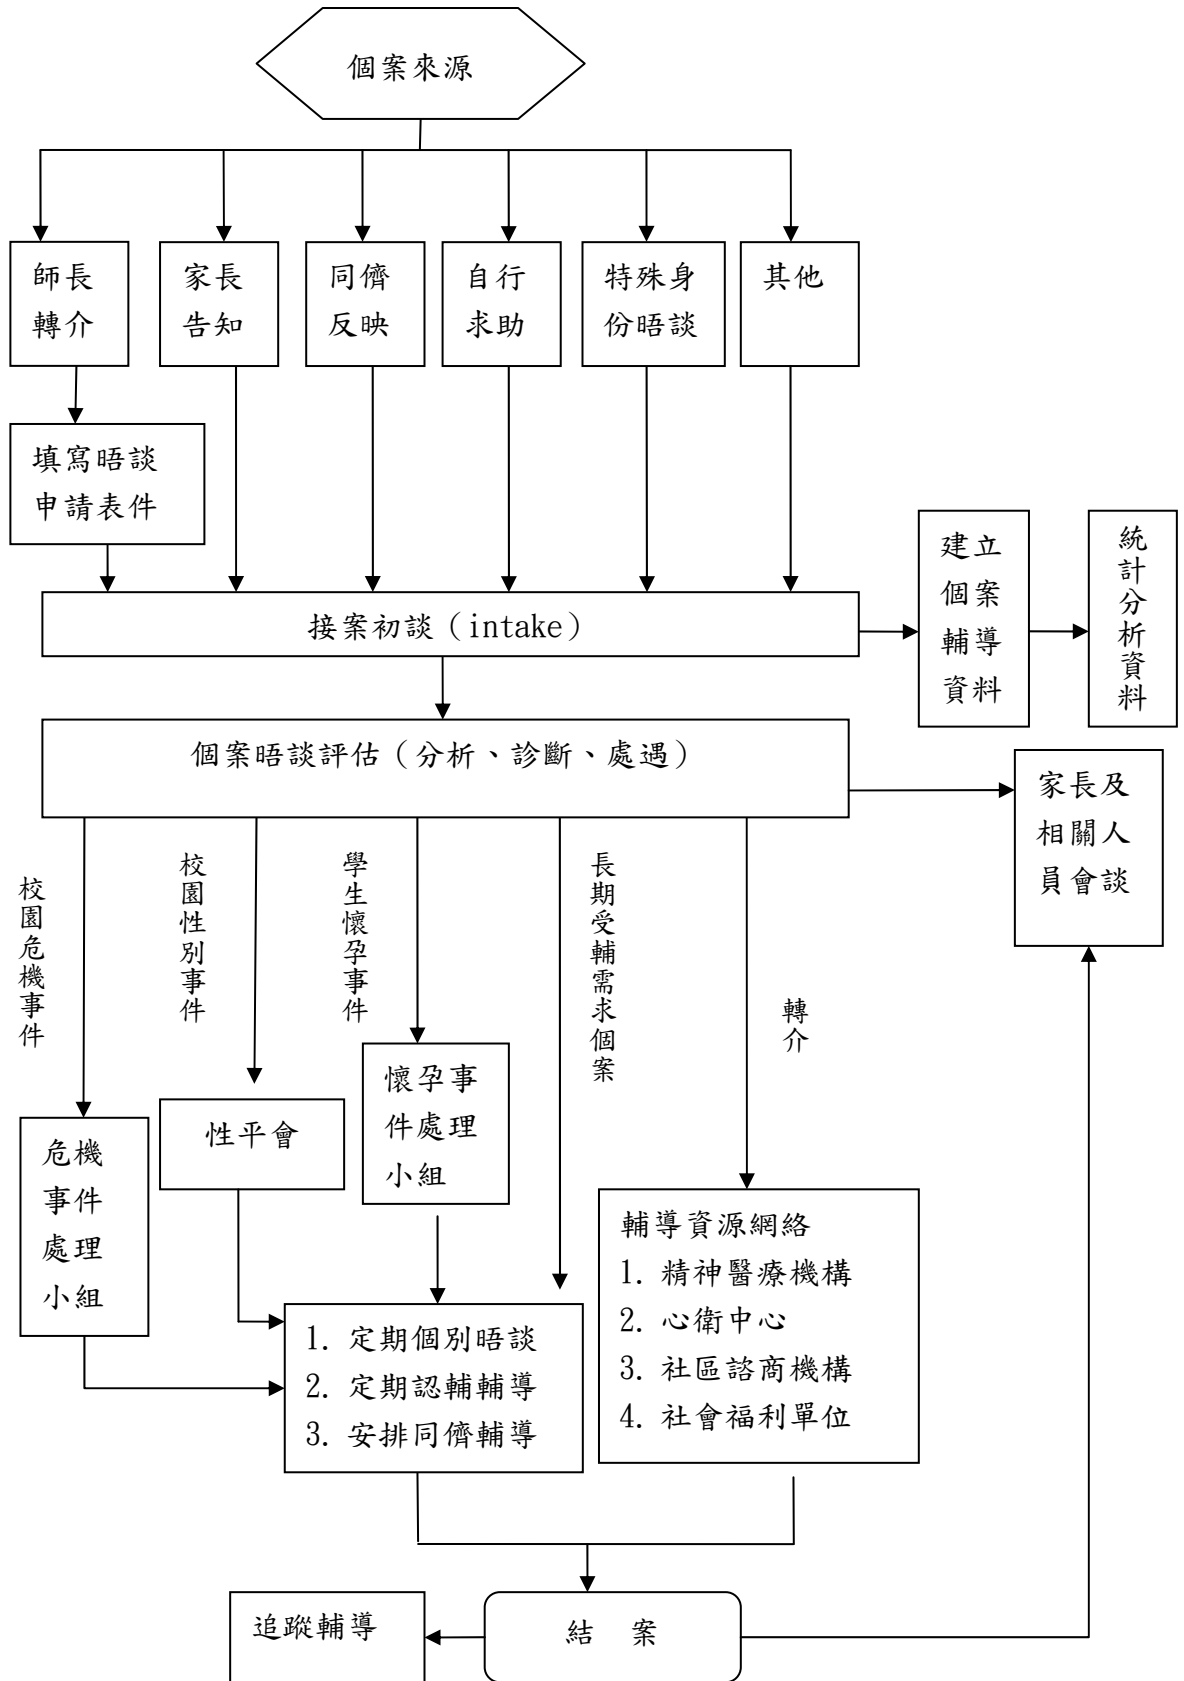 個案來源
師長
轉介
家長
告知
同儕
反映
自行
求助
特殊身
份晤談
其他
填寫晤談
申請表件
接案初談（intake）
建立
個案
輔導
資料
統計分析資料
個案晤談評估（分析、診斷、處遇）
家長及
相關人
員會談
校園危機事件
校園性別事件
學生懷孕事件
長期受輔需求個案
轉介
危機
事件
處理
小組
性平會
懷孕事
件處理
小組
1. 定期個別晤談
2. 定期認輔輔導
3. 安排同儕輔導
輔導資源網絡
1. 精神醫療機構
2. 心衛中心
3. 社區諮商機構
4. 社會福利單位
追蹤輔導
結　案